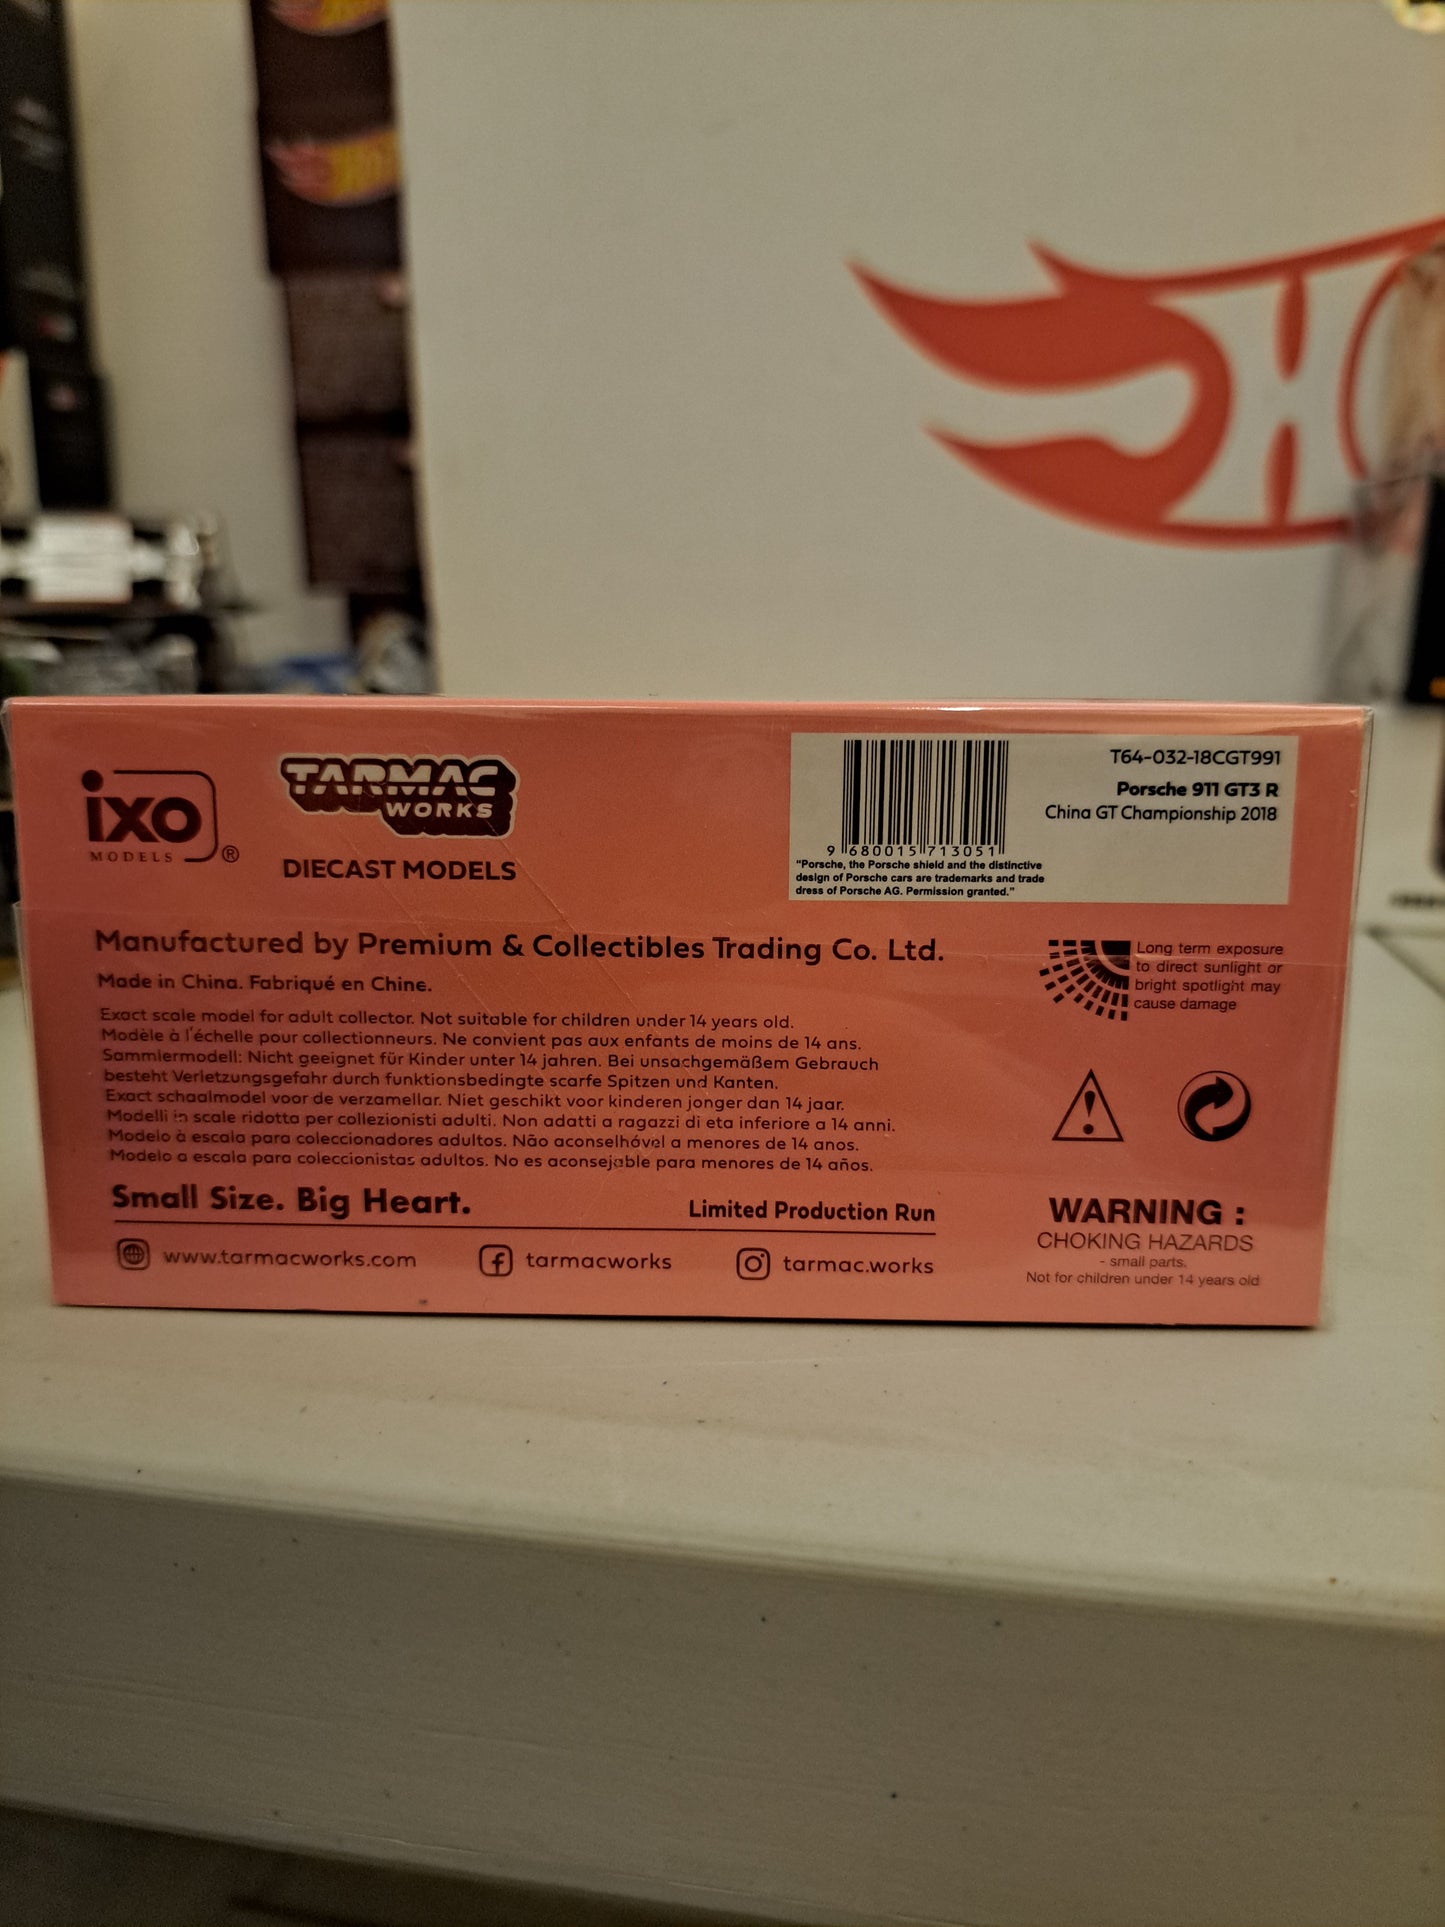 ixo
MODELS ®
TARMAC
WORKS
DIECAST MODELS
T64-032-18CGT991
Porsche 911 GT3 R
China GT Championship 2018
9 680015 713051
"Porsche, the Porsche shield and the distinctive
design of Porsche cars are trademarks and trade
dress of Porsche AG. Permission granted."
Manufactured by Premium & Collectibles Trading Co. Ltd.
Made in China. Fabriqué en Chine.
Exact scale model for adult collector. Not suitable for children under 14 years old.
Modèle à l'échelle pour collectionneurs. Ne convient pas aux enfants de moins de 14 ans.
Sammlermodell: Nicht geeignet für Kinder unter 14 jahren. Bei unsachgemäßem Gebrauch
besteht Verletzungsgefahr durch funktionsbedingte scarfe Spitzen und Kanten.
Exact schaalmodel voor de verzamellar. Niet geschikt voor kinderen jonger dan 14 jaar.
Modelli in scale ridotta per collezionisti adulti. Non adatti a ragazzi di eta inferiore a 14 anni.
Modelo à escala para coleccionadores adultos. Não aconselhóvel a menores de 14 anos.
Modelo a escala para coleccionistas adultos. No es aconsejable para menores de 14 años.
Small Size. Big Heart.
Limited Production Run
www.tarmacworks.com
tarmacworks
tarmac.works
Long term exposure
to direct sunlight or
bright spotlight may
cause damage
WARNING :
CHOKING HAZARDS
- small parts.
Not for children under 14 years old